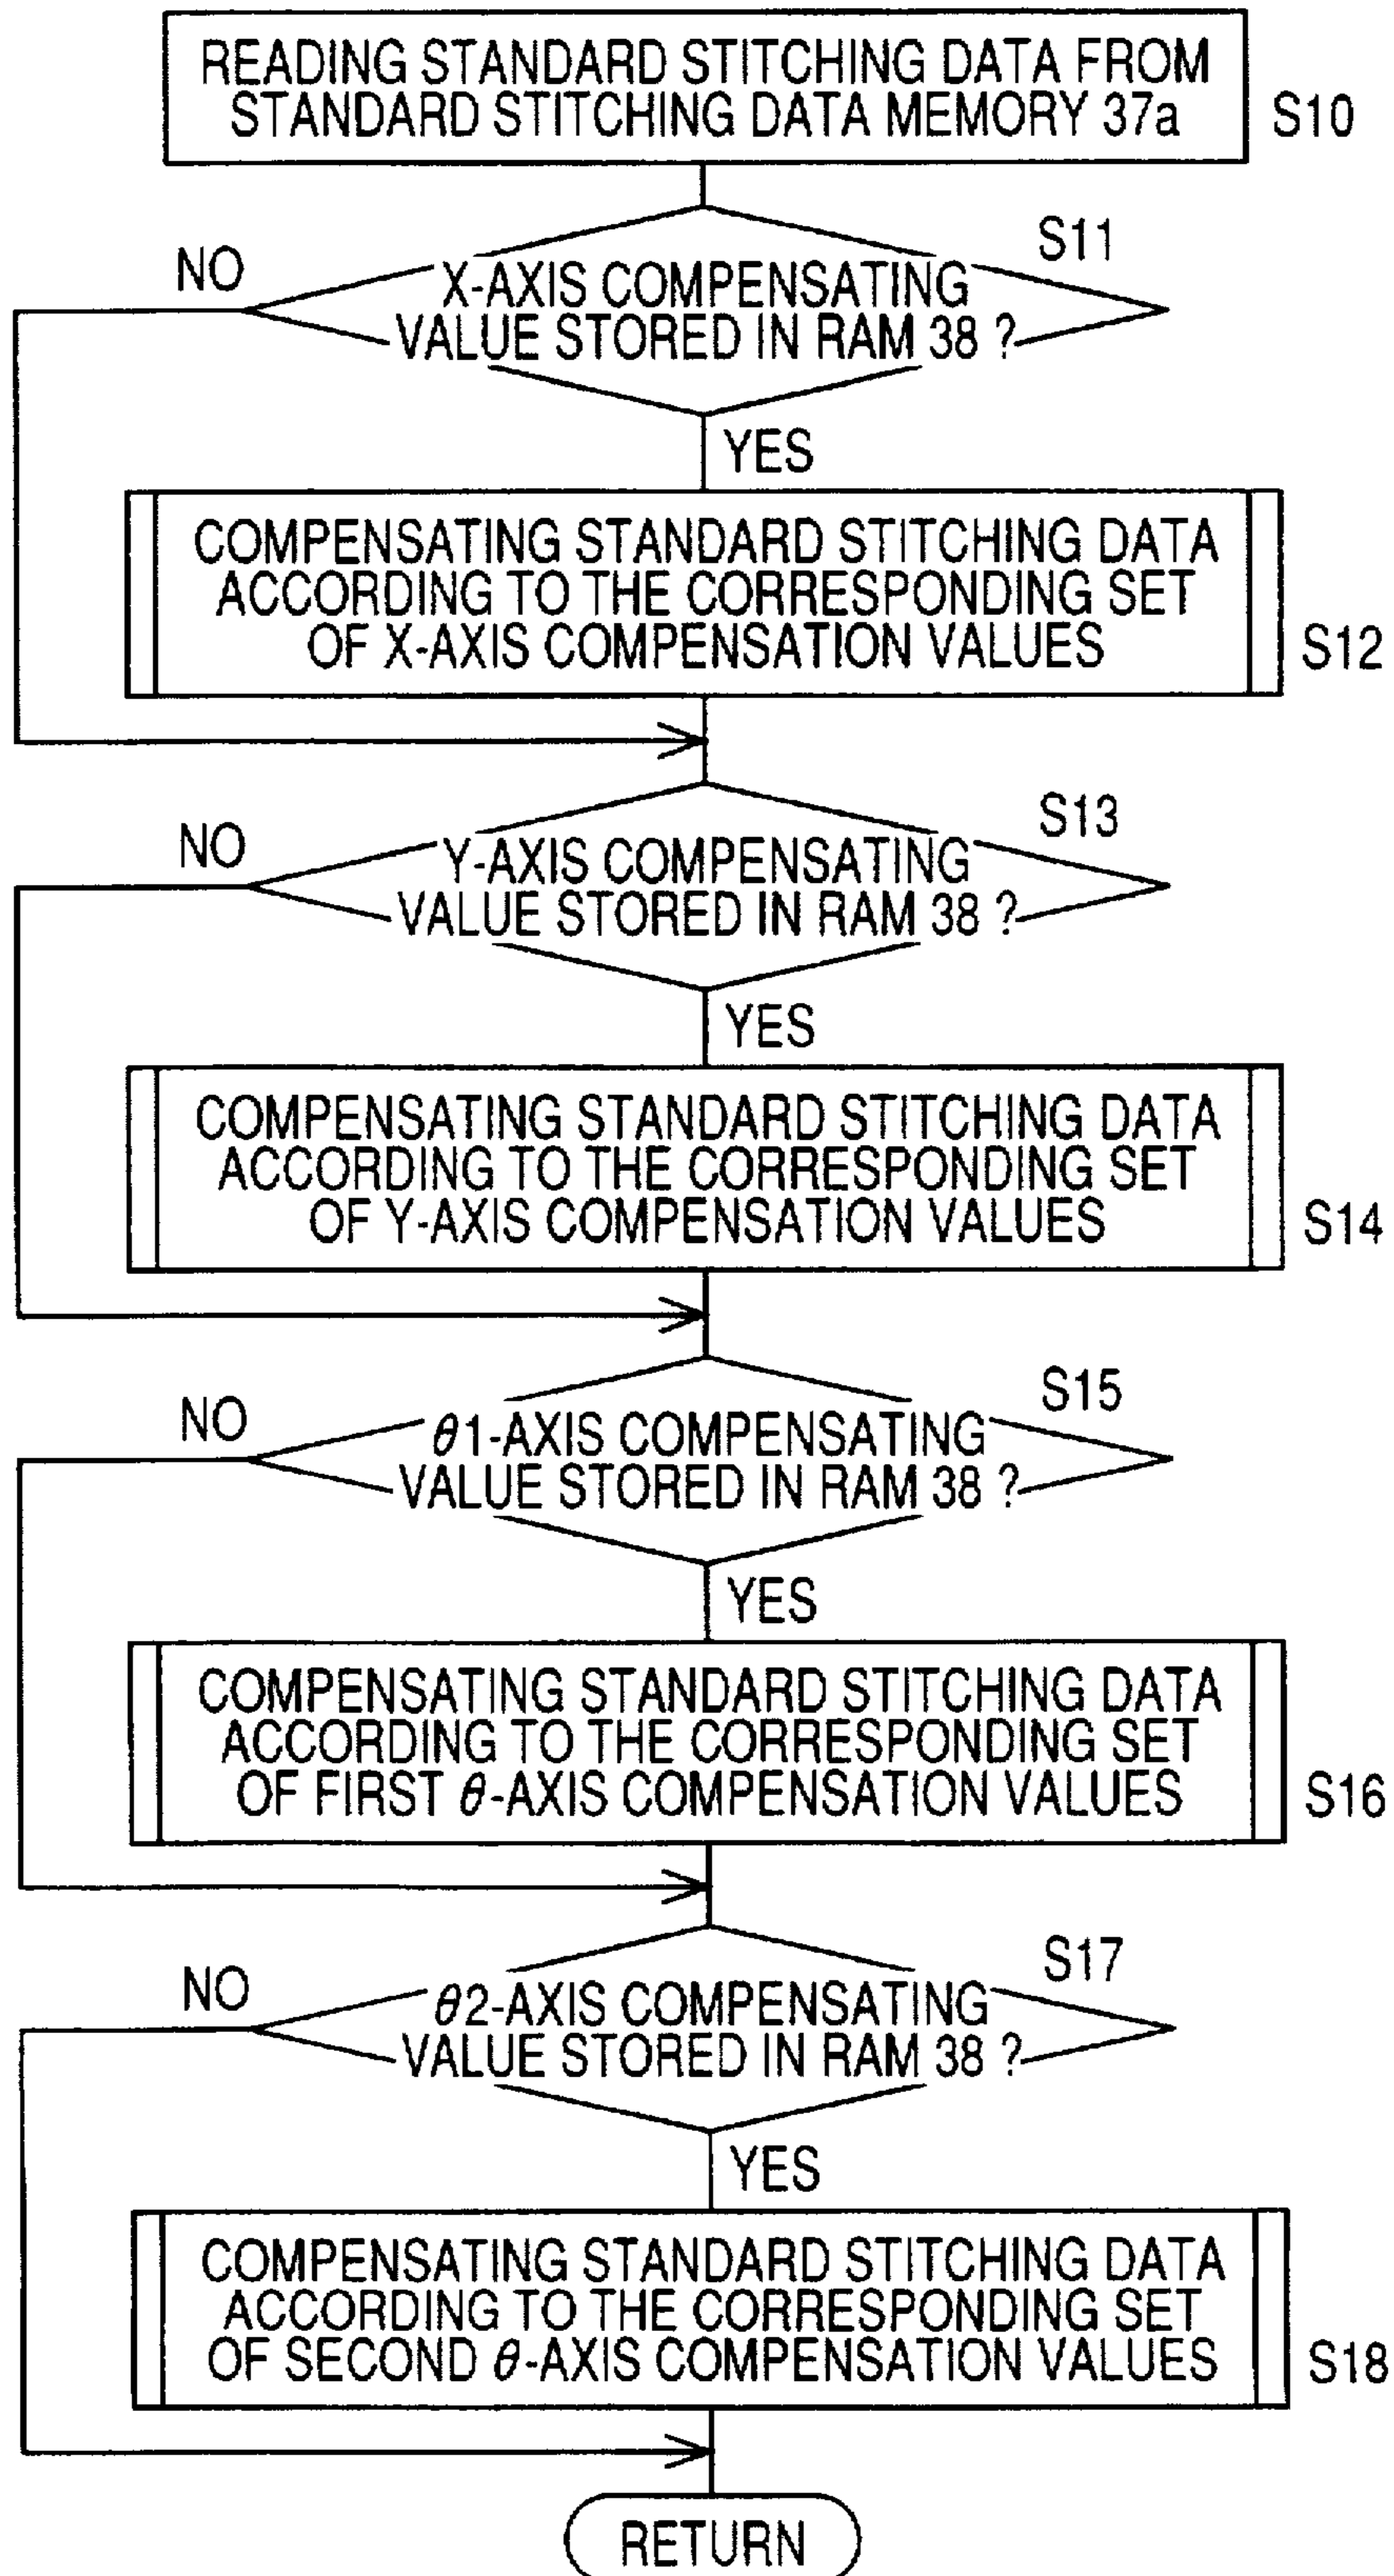 READING STANDARD STITCHING DATA FROM
STANDARD STITCHING DATA MEMORY 37a
S10
S11
NO
X-AXIS COMPENSATING
VALUE STORED IN RAM 38 ?
YES
COMPENSATING STANDARD STITCHING DATA
ACCORDING TO THE CORRESPONDING SET
OF X-AXIS COMPENSATION VALUES
S12
S13
NO
Y-AXIS COMPENSATING
VALUE STORED IN RAM 38 ?
YES
COMPENSATING STANDARD STITCHING DATA
ACCORDING TO THE CORRESPONDING SET
OF Y-AXIS COMPENSATION VALUES
S14
S15
NO
θ1-AXIS COMPENSATING
VALUE STORED IN RAM 38 ?
YES
COMPENSATING STANDARD STITCHING DATA
ACCORDING TO THE CORRESPONDING SET
OF FIRST θ-AXIS COMPENSATION VALUES
S16
S17
NO
θ2-AXIS COMPENSATING
VALUE STORED IN RAM 38 ?
YES
COMPENSATING STANDARD STITCHING DATA
ACCORDING TO THE CORRESPONDING SET
OF SECOND θ-AXIS COMPENSATION VALUES
S18
RETURN